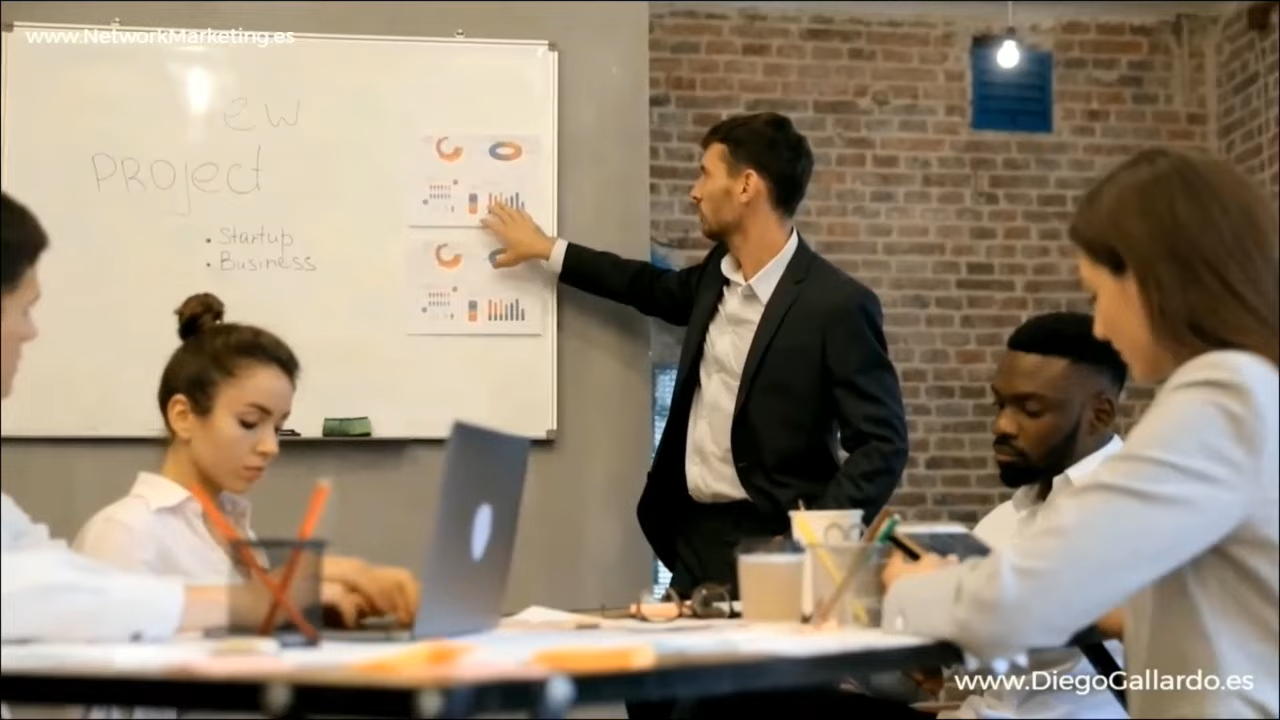 www.NetworkMarketing.es
ew
PROJECT
• Startup
• Business
www.DiegoGallardo.es